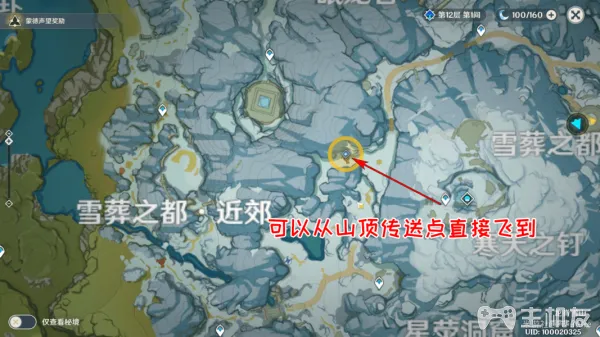 蒙德声望奖励
第12层 第1间
100/160
雪葬之都
雪葬之都·近郊
可以从山顶传送点直接飞到
寒天之钉
星荧洞窟
仅查看秘境
主机友
UID: 100020325